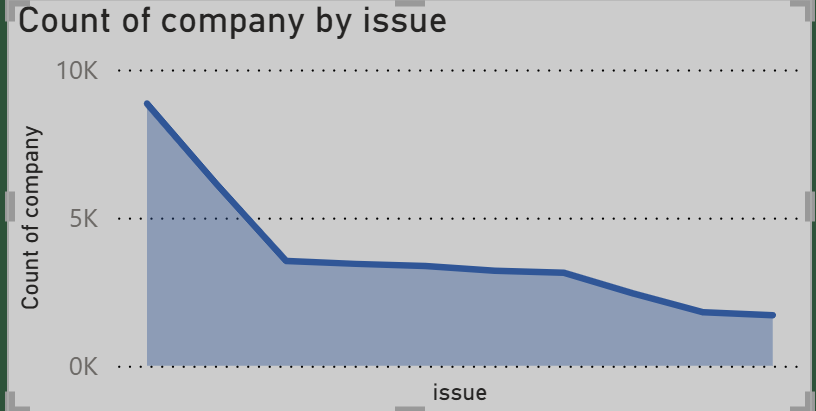 Count of company by issue
10K
Count of company
5K
0K
issue